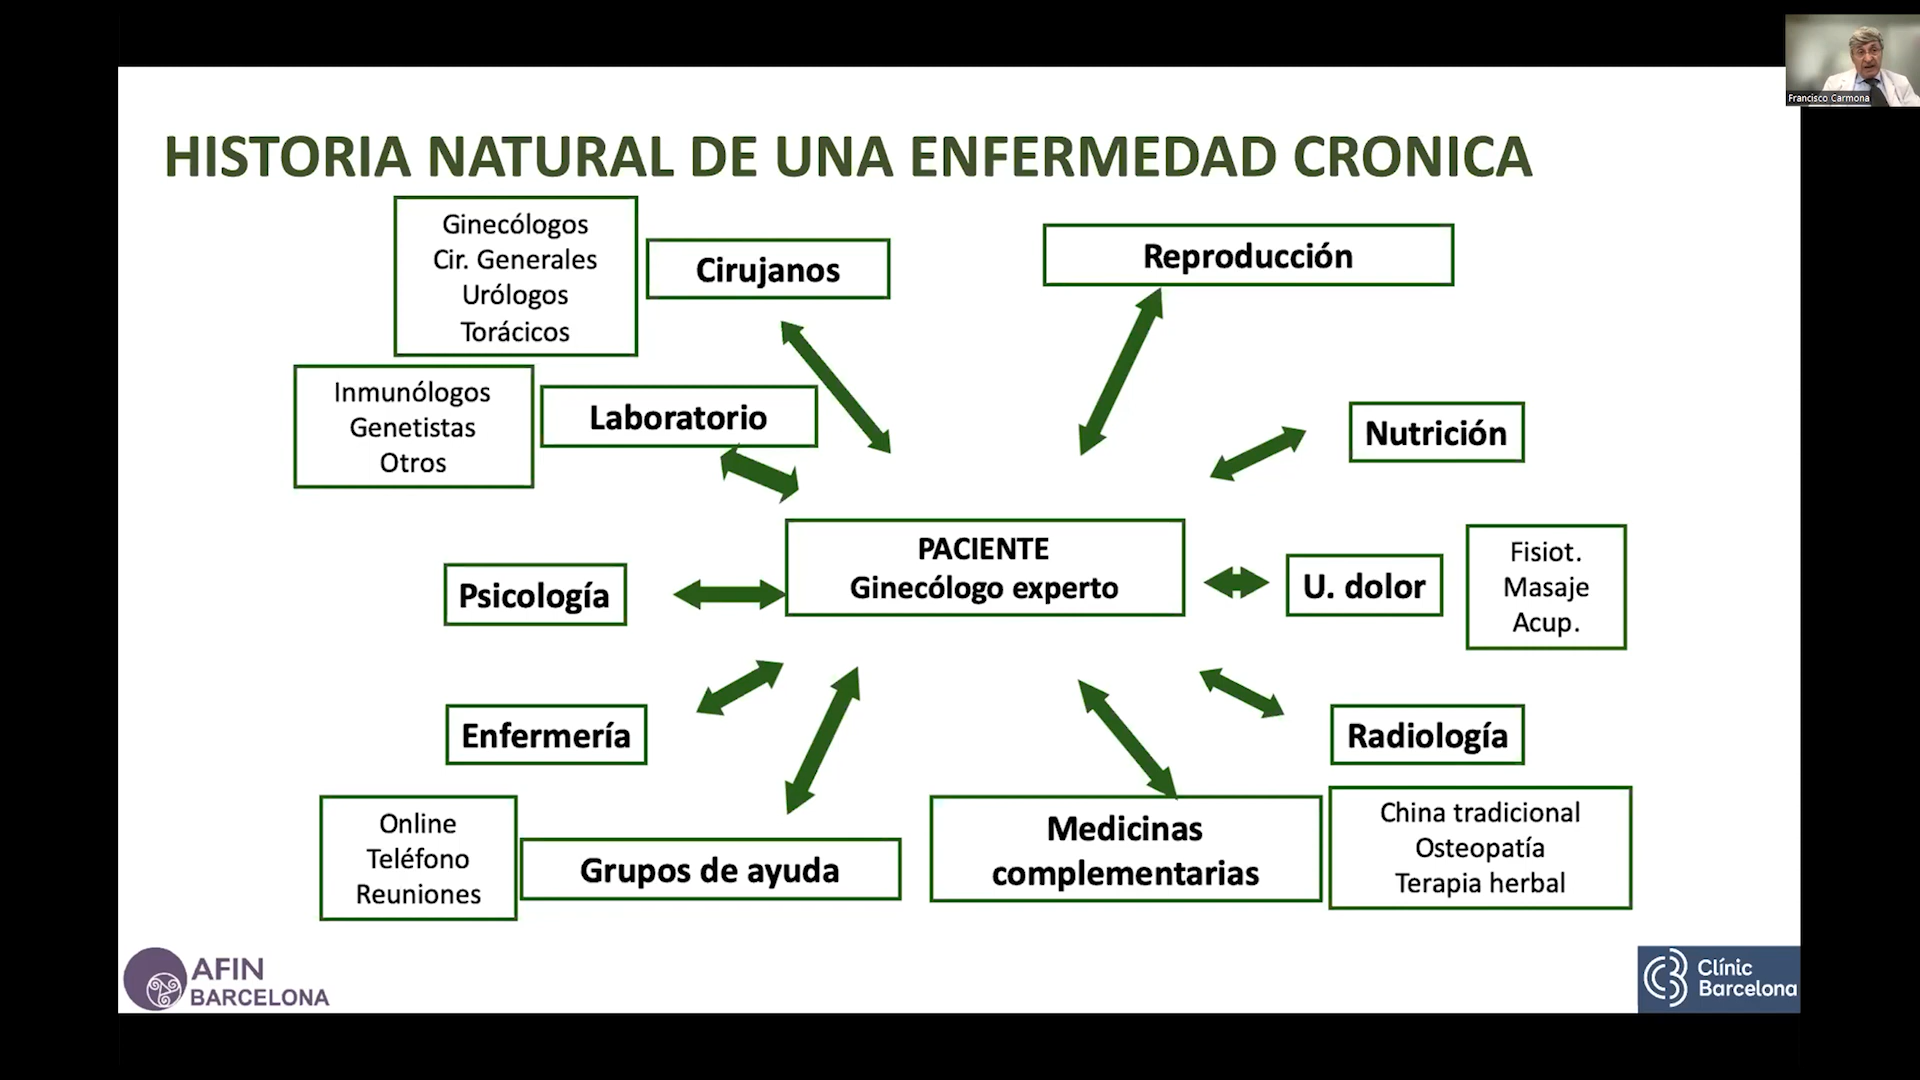 Francisco Carmona
HISTORIA NATURAL DE UNA ENFERMEDAD CRONICA
Ginecólogos
Cir. Generales
Urólogos
Torácicos
Cirujanos
Reproducción
Inmunólogos
Genetistas
Otros
Laboratorio
Nutrición
PACIENTE
Ginecólogo experto
Psicología
U. dolor
Fisiot.
Masaje
Acup.
Enfermería
Radiología
Online
Teléfono
Reuniones
Grupos de ayuda
Medicinas
complementarias
China tradicional
Osteopatía
Terapia herbal
AFIN
BARCELONA
Clínic
Barcelona